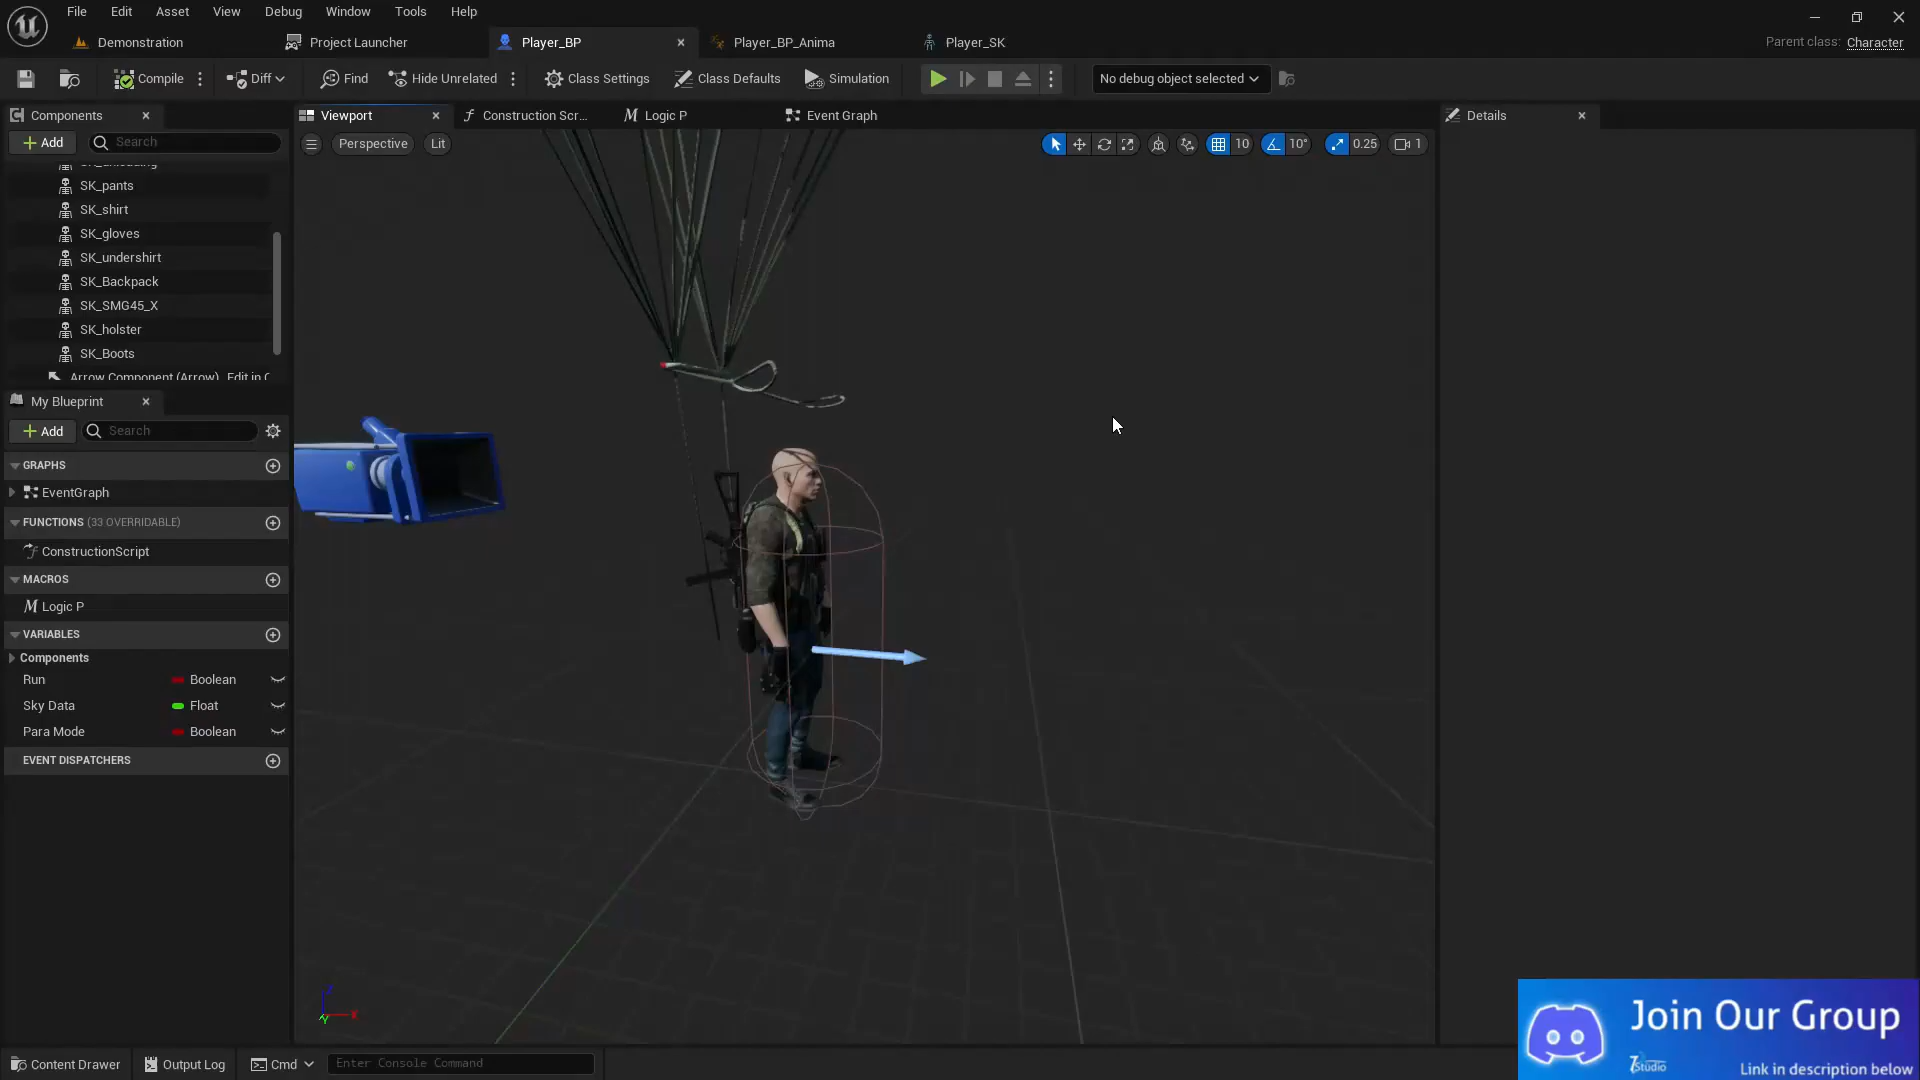 File Edit Asset View Debug Window Tools Help
Demonstration Project Launcher Player_BP Player_BP_Anima Player_SK Parent class: Character
Compile Diff Find Hide Unrelated Class Settings Class Defaults Simulation No debug object selected
Components Viewport Construction Scr... Logic P Event Graph Details
Add Search Perspective Lit 10 10° 0.25 1
SK_pants
SK_shirt
SK_gloves
SK_undershirt
SK_Backpack
SK_SMG45_X
SK_holster
SK_Boots
Arrow Component (Arrow) Edit in C
My Blueprint
Add Search
GRAPHS
EventGraph
FUNCTIONS (33 OVERRIDABLE)
ConstructionScript
MACROS
Logic P
VARIABLES
Components
Run Boolean
Sky Data Float
Para Mode Boolean
EVENT DISPATCHERS
Z
X
Y
Join Our Group
7Studio
Link in description below
Content Drawer Output Log Cmd Enter Console Command